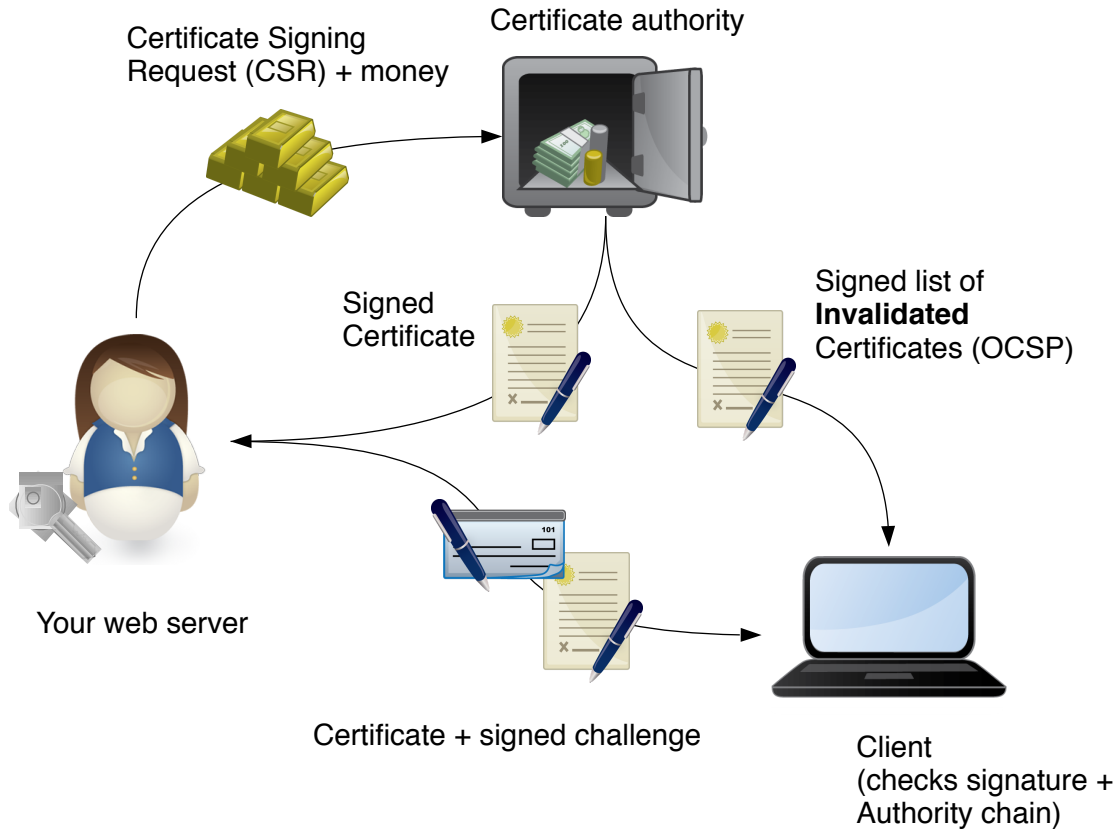 Certificate authority
Certificate Signing
Request (CSR) + money
Signed
Certificate
Signed list of
Invalidated
Certificates (OCSP)
101
Your web server
Certificate + signed challenge
Client
(checks signature +
Authority chain)